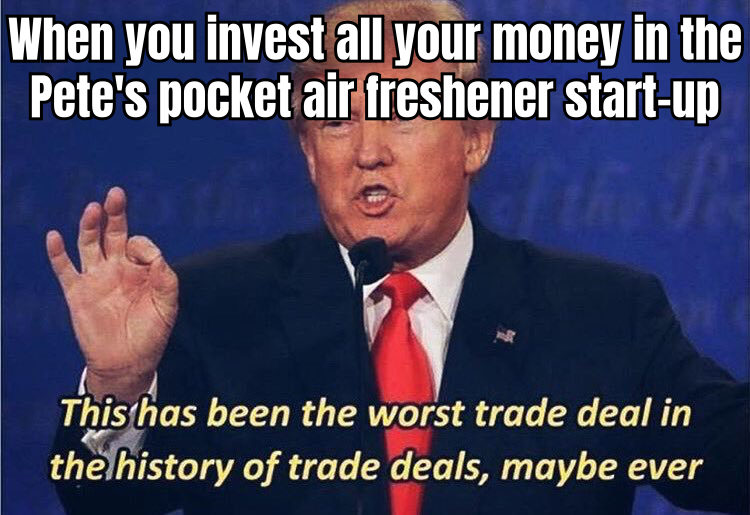 When you invest all your money in the
Pete's pocket air freshener start-up
This has been the worst trade deal in
the history of trade deals, maybe ever